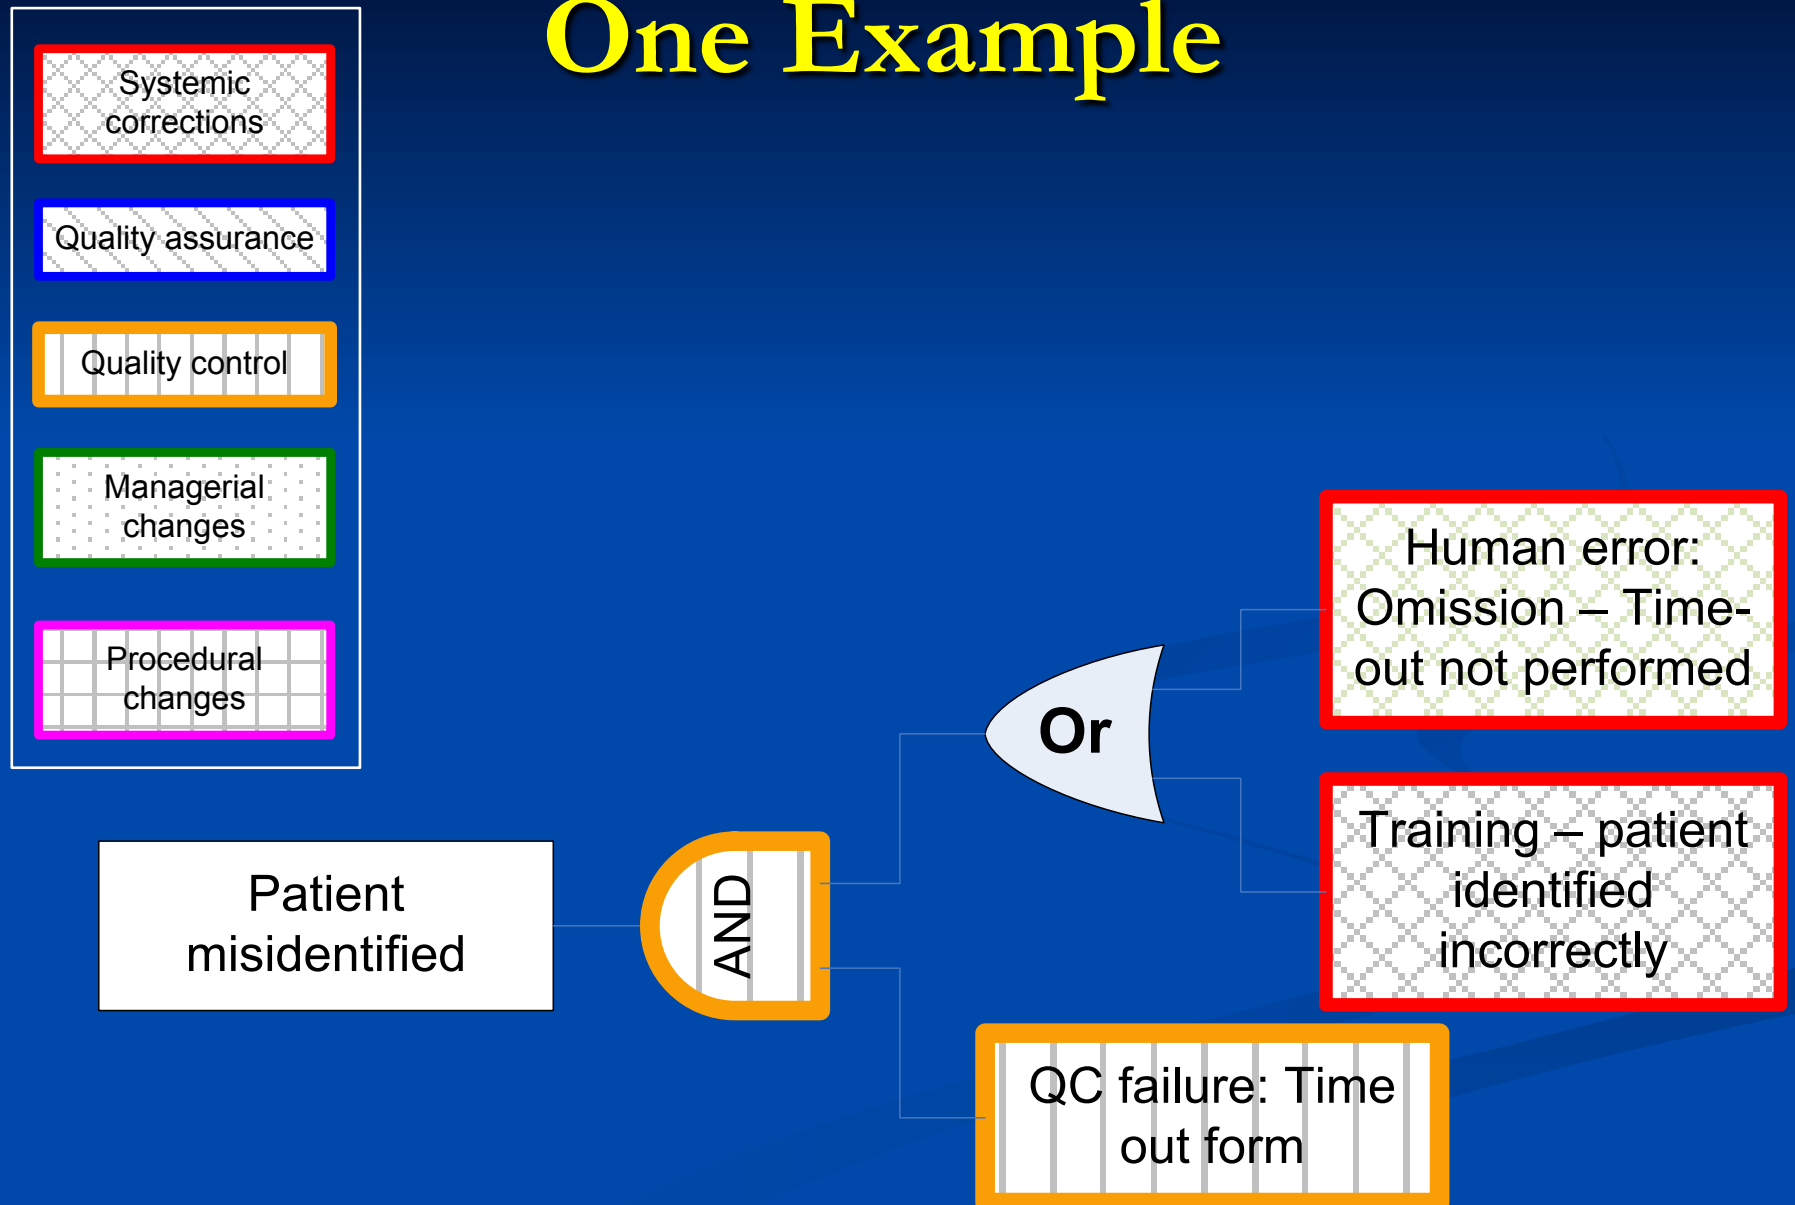 One Example
Systemic
corrections
Quality assurance
Quality control
Managerial
changes
Procedural
changes
Human error:
Omission – Time-
out not performed
Or
Training – patient
identified
incorrectly
Patient
misidentified
AND
QC failure: Time
out form